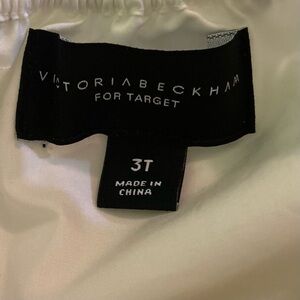 VICTORIABECKHAM
FOR TARGET
3T
MADE IN
CHINA